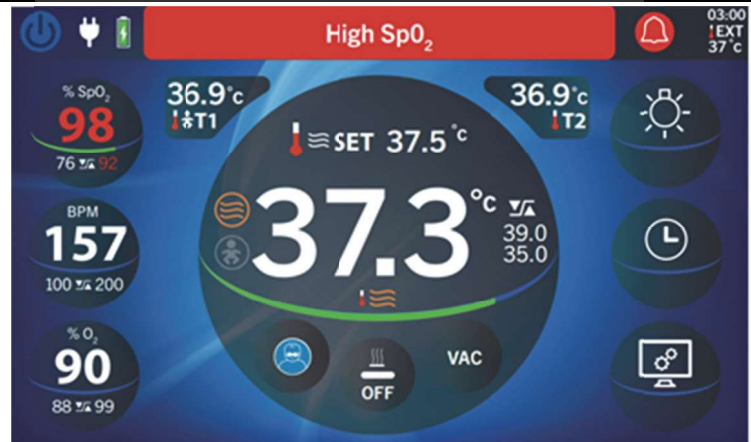 High Sp0₂
03:00
EXT
37°c
% SpO₂
98
76 92
36.9°c
T1
36.9°c
T2
SET 37.5°c
37.3°c
39.0
35.0
BPM
157
100 200
% O₂
90
88 99
OFF
VAC